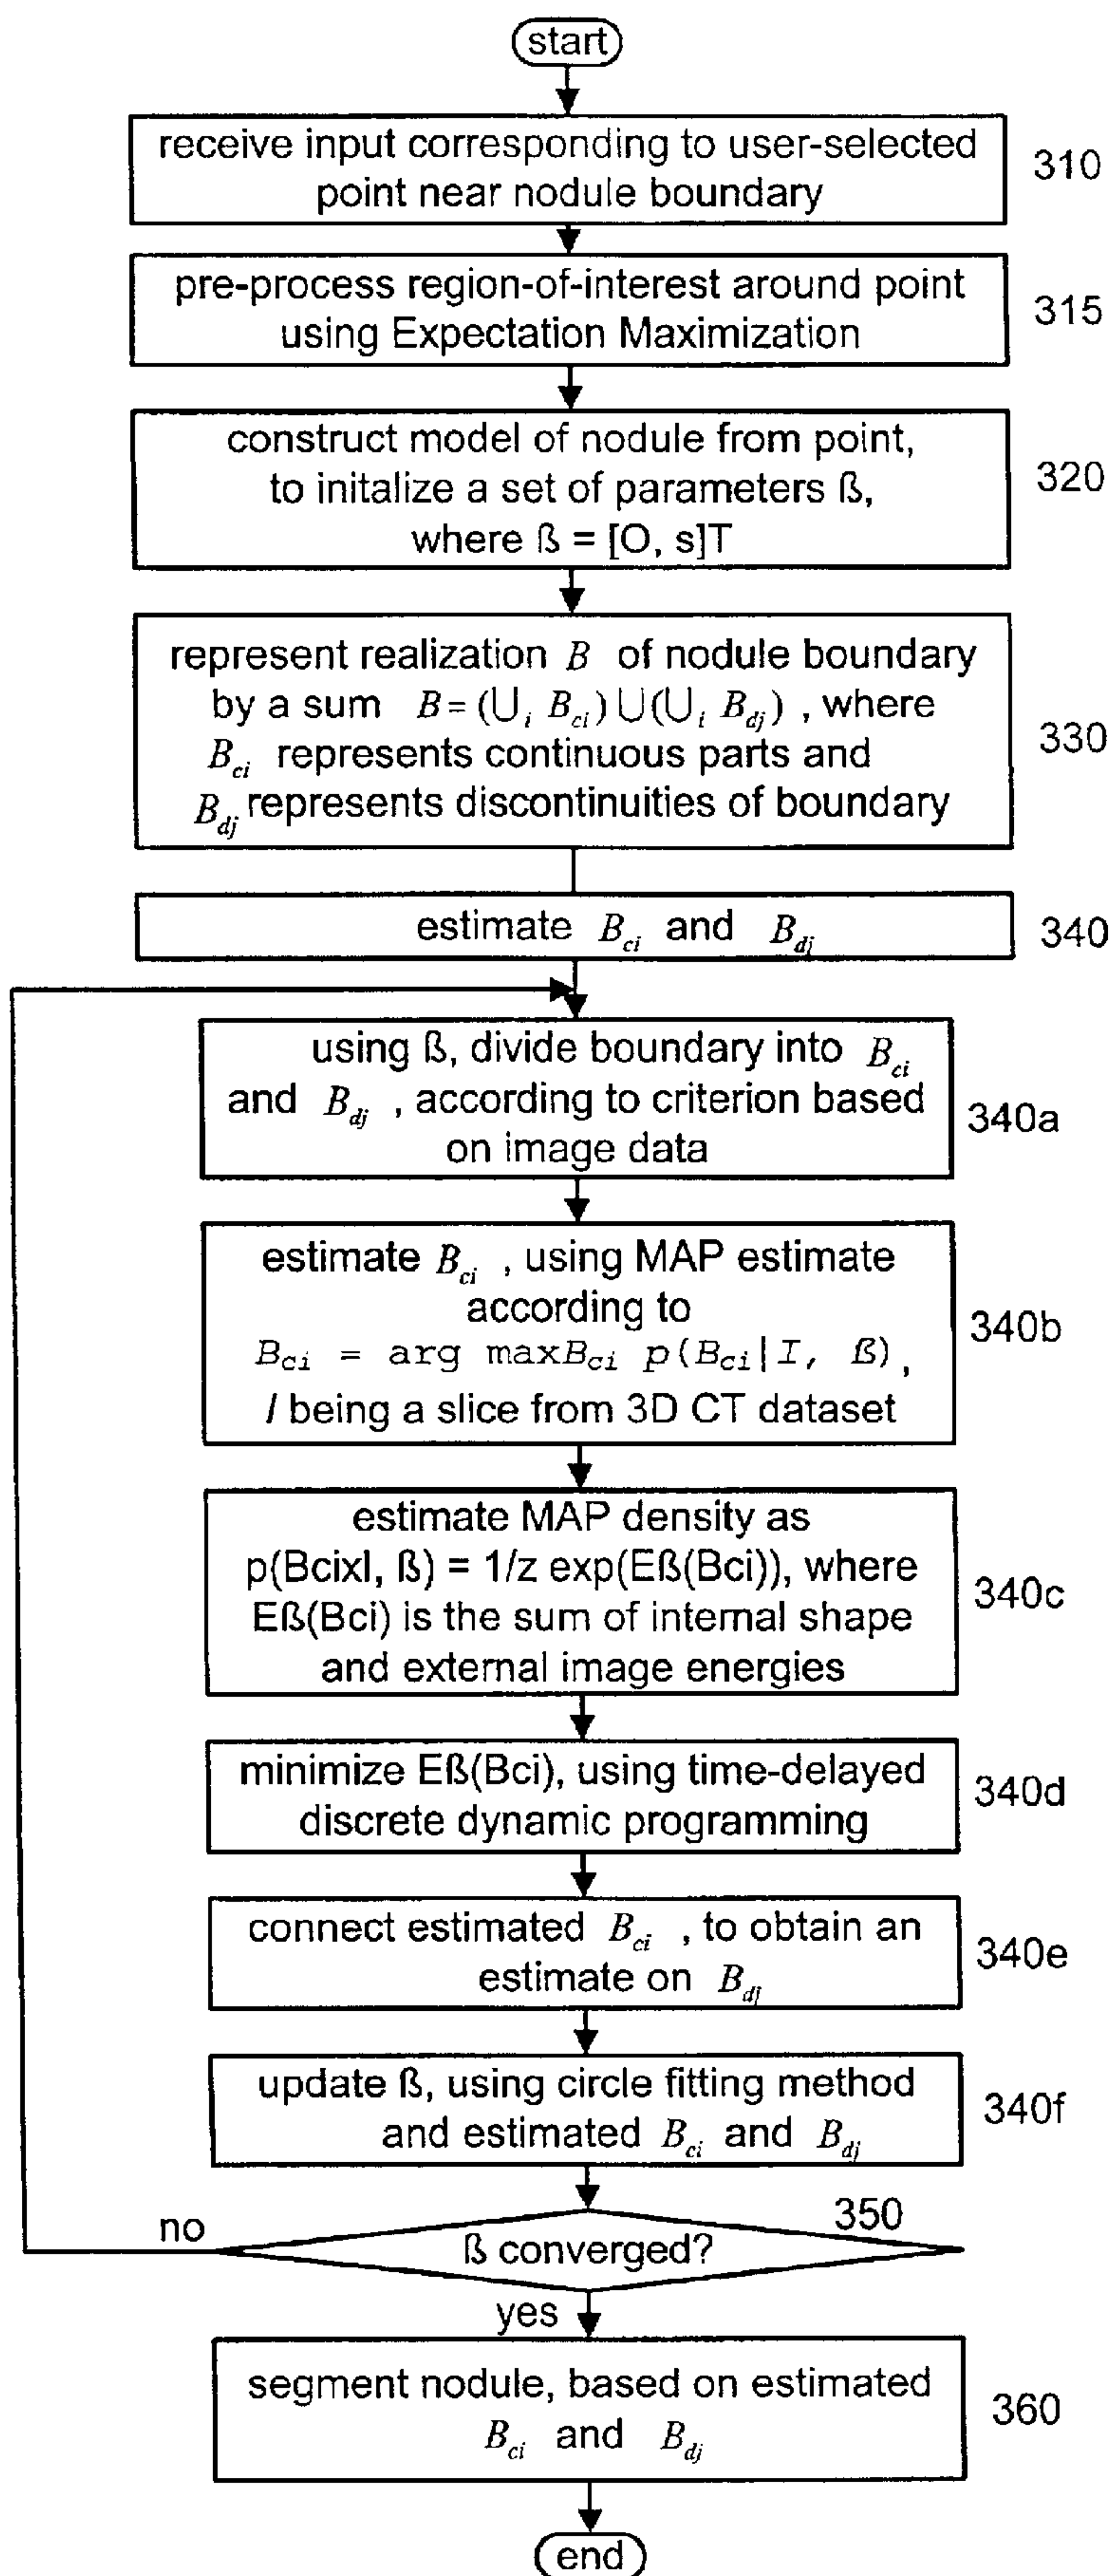 start
receive input corresponding to user-selected
point near nodule boundary
310
pre-process region-of-interest around point
using Expectation Maximization
315
construct model of nodule from point,
to initalize a set of parameters ß,
where ß = [O, s]T
320
represent realization B of nodule boundary
by a sum B = (⋃i Bci) ⋃ (⋃i Bdj) , where
Bci represents continuous parts and
Bdj represents discontinuities of boundary
330
estimate Bci and Bdj
340
using ß, divide boundary into Bci
and Bdj , according to criterion based
on image data
340a
estimate Bci , using MAP estimate
according to
Bci = arg maxBci p(Bci|I, ß) ,
I being a slice from 3D CT dataset
340b
estimate MAP density as
p(BcixI, ß) = 1/z exp(Eß(Bci)), where
Eß(Bci) is the sum of internal shape
and external image energies
340c
minimize Eß(Bci), using time-delayed
discrete dynamic programming
340d
connect estimated Bci , to obtain an
estimate on Bdj
340e
update ß, using circle fitting method
and estimated Bci and Bdj
340f
no
350
ß converged?
yes
segment nodule, based on estimated
Bci and Bdj
360
end